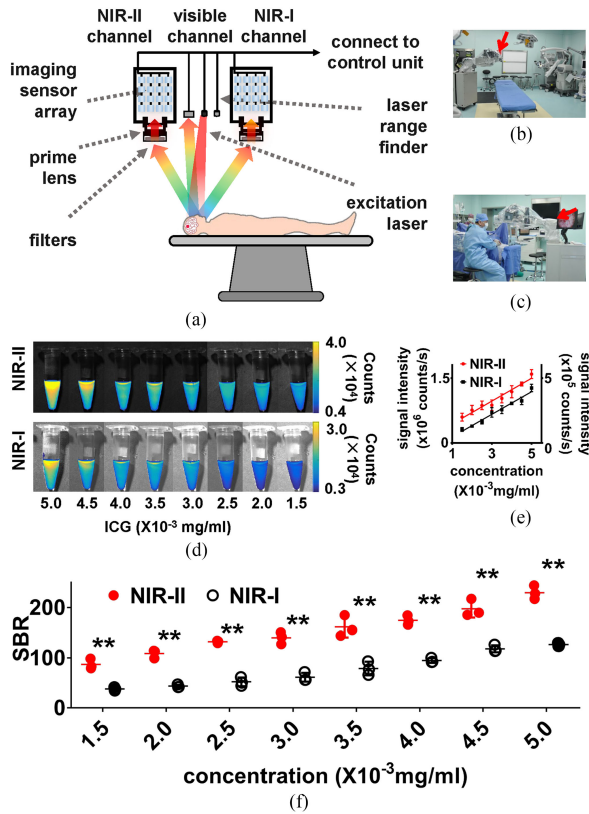 NIR-II visible NIR-I
channel channel channel
connect to
control unit
imaging
sensor
array
laser
range
finder
prime
lens
excitation
laser
filters
(a)
(b)
(c)
NIR-II
4.0
Counts
(×10⁴)
0.4
NIR-I
3.0
Counts
(×10⁴)
0.3
5.0 4.5 4.0 3.5 3.0 2.5 2.0 1.5
ICG (X10⁻³ mg/ml)
(d)
signal intensity
(x10⁶ counts/s)
1.5
0
NIR-II
NIR-I
5
0
signal intensity
(x10⁵ counts/s)
1 2 3 4 5
concentration
(X10⁻³mg/ml)
(e)
SBR
200
100
0
NIR-II NIR-I
** ** ** ** ** ** ** **
1.5 2.0 2.5 3.0 3.5 4.0 4.5 5.0
concentration (X10⁻³mg/ml)
(f)